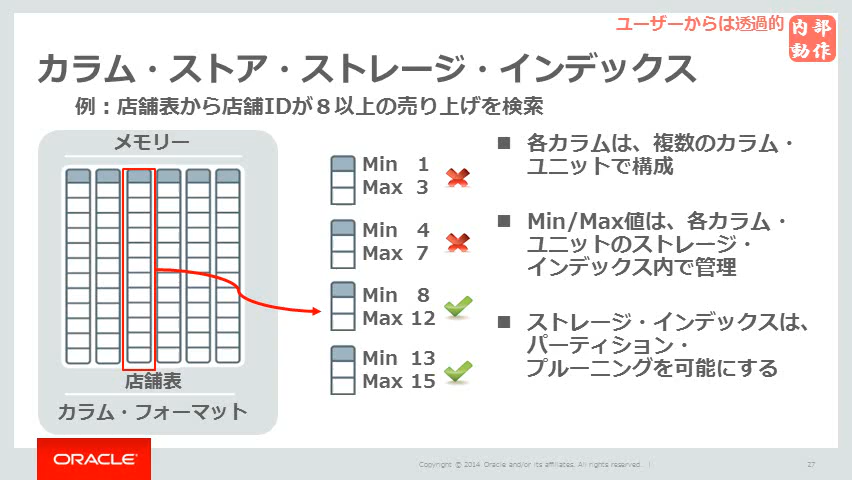 ユーザーからは透過的
内部
動作
カラム・ストア・ストレージ・インデックス
例：店舗表から店舗IDが８以上の売り上げを検索
メモリー
店舗表
カラム・フォーマット
Min 1
Max 3
Min 4
Max 7
Min 8
Max 12
Min 13
Max 15
■ 各カラムは、複数のカラム・
ユニットで構成
■ Min/Max値は、各カラム・
ユニットのストレージ・
インデックス内で管理
■ ストレージ・インデックスは、
パーティション・
プルーニングを可能にする
ORACLE
Copyright © 2014 Oracle and/or its affiliates. All rights reserved. |
27